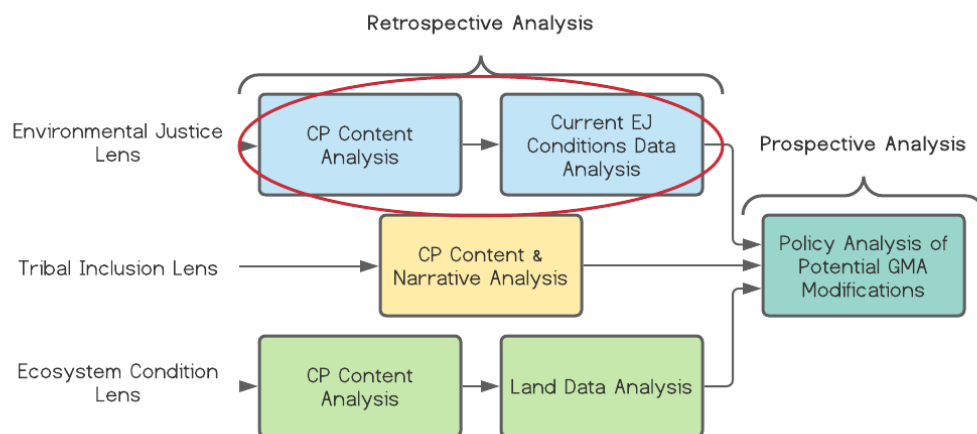 Retrospective Analysis
Environmental Justice
Lens
CP Content
Analysis
Current EJ
Conditions Data
Analysis
Prospective Analysis
Tribal Inclusion Lens
CP Content &
Narrative Analysis
Policy Analysis of
Potential GMA
Modifications
Ecosystem Condition
Lens
CP Content
Analysis
Land Data Analysis